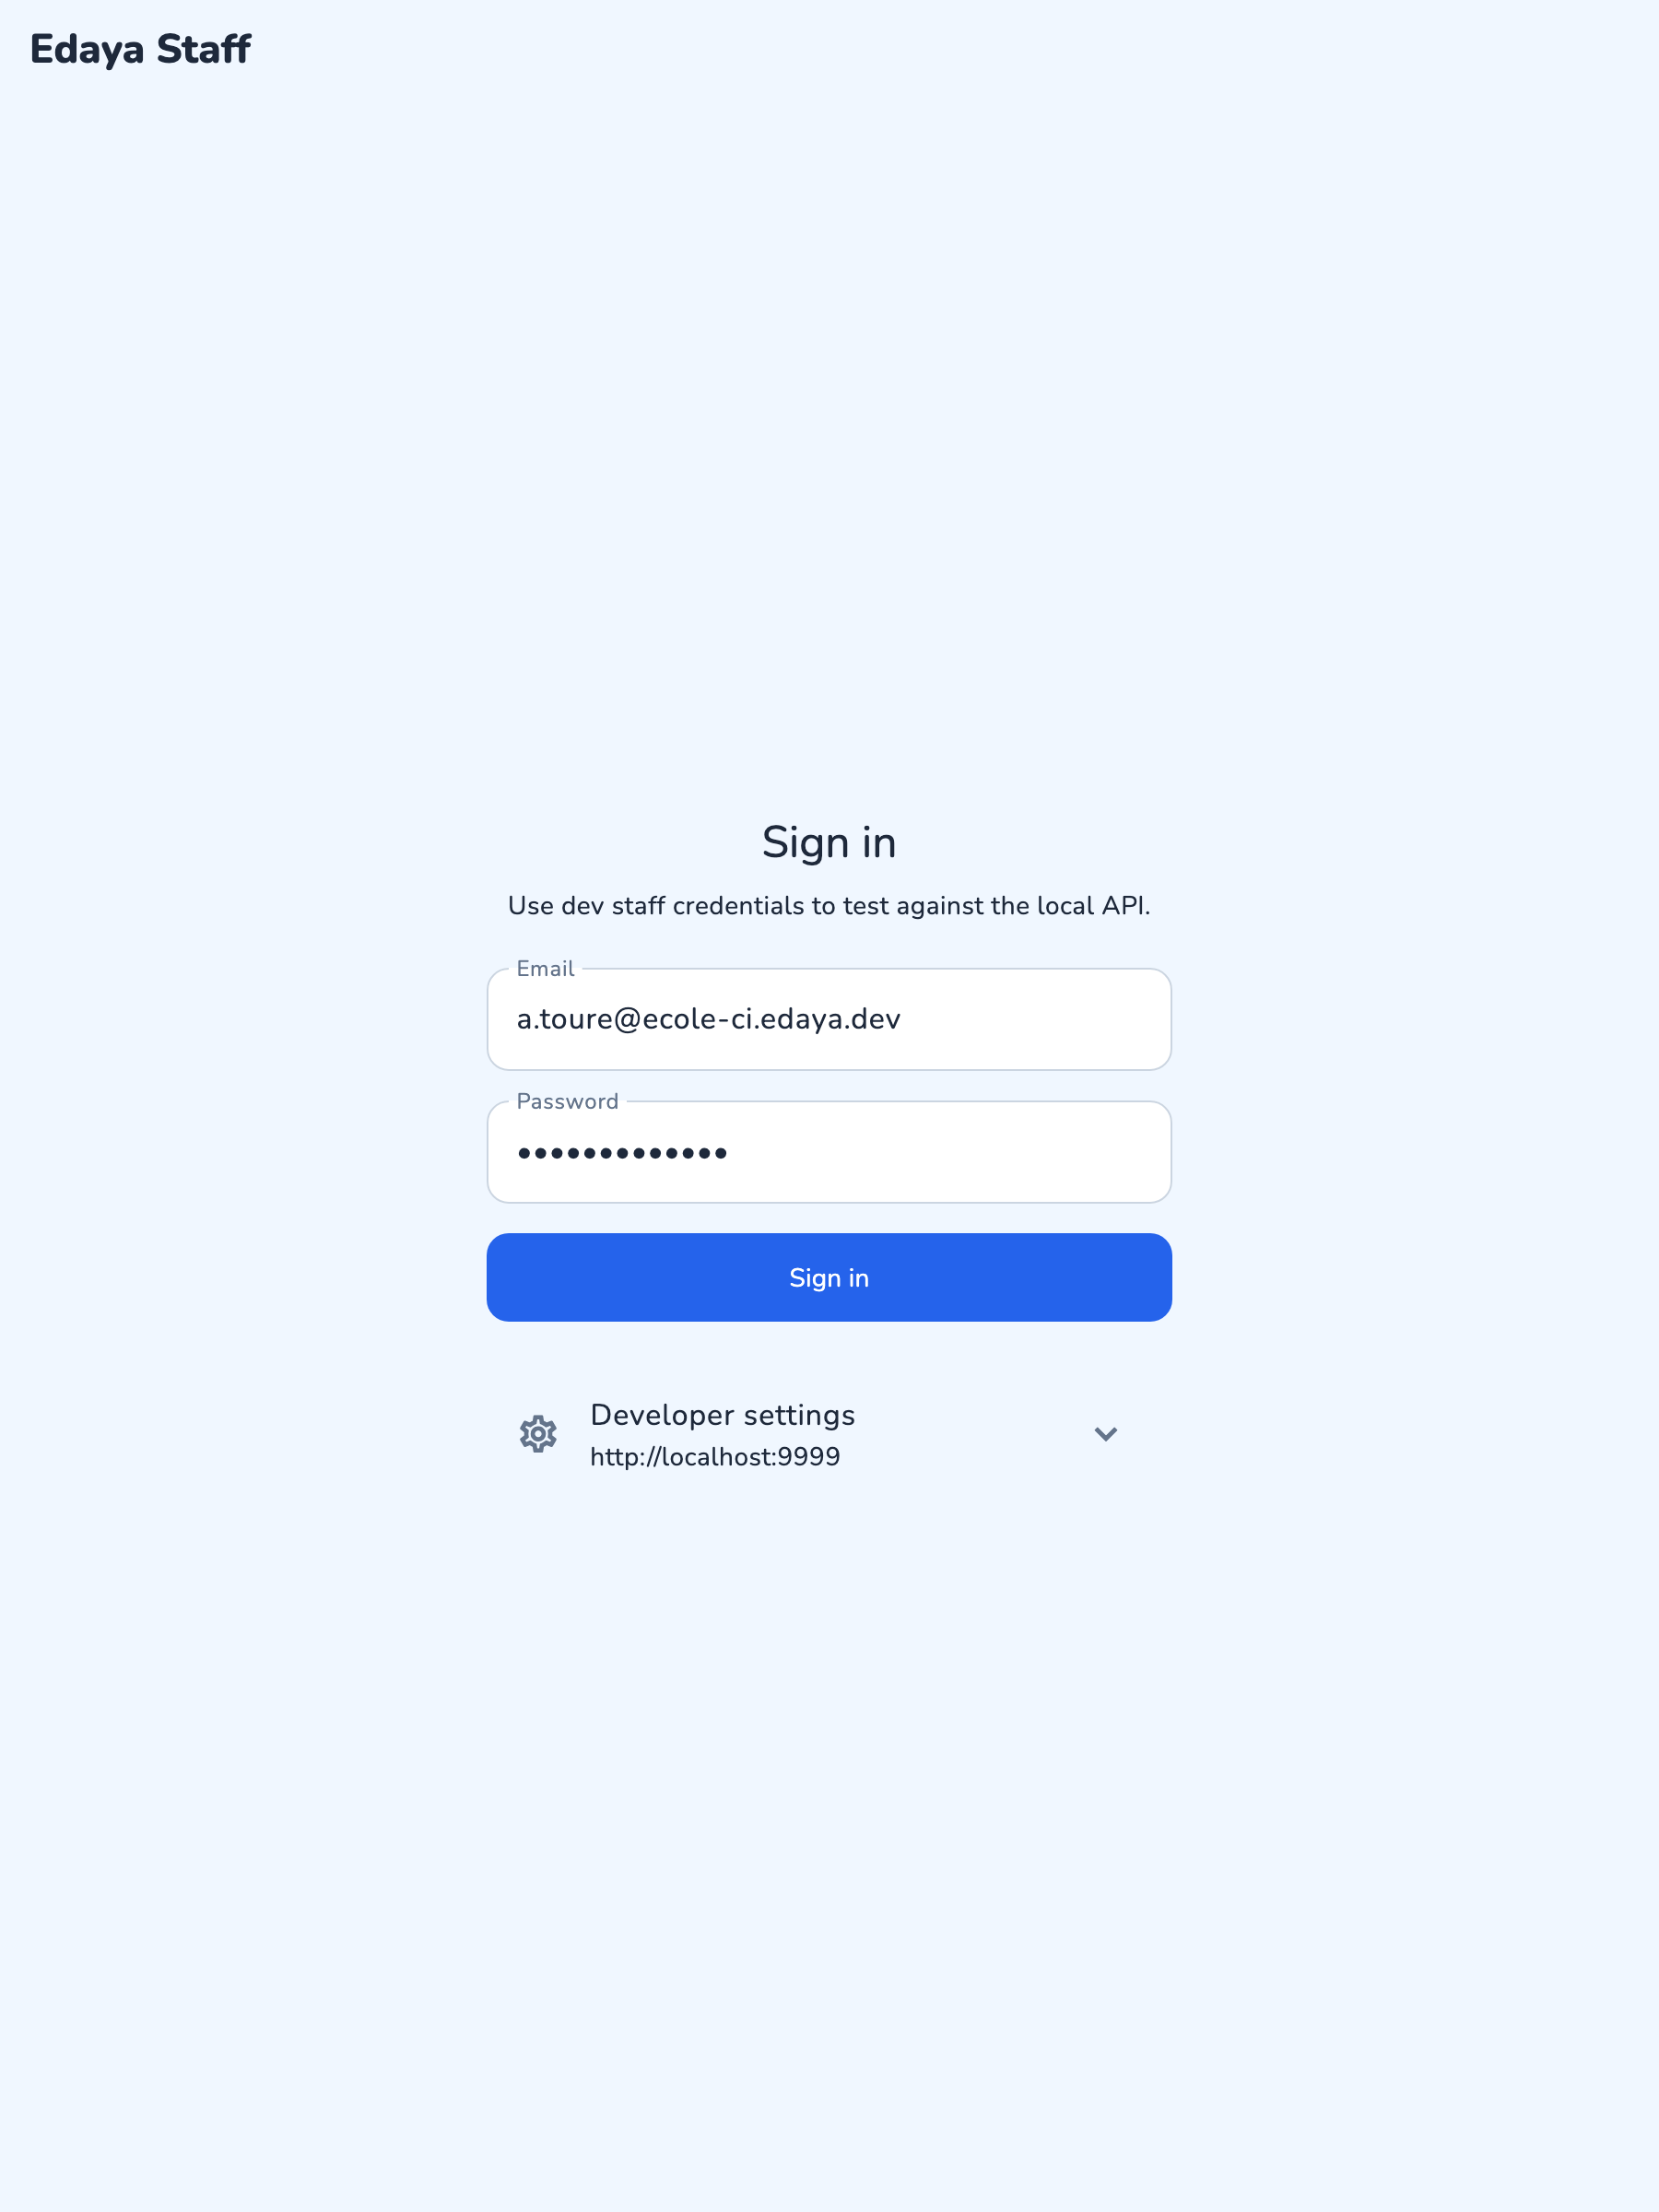 Edaya Staff
Sign in
Use dev staff credentials to test against the local API.
Email
a.toure@ecole-ci.edaya.dev
Password
•••••••••••••
Sign in
Developer settings
http://localhost:9999